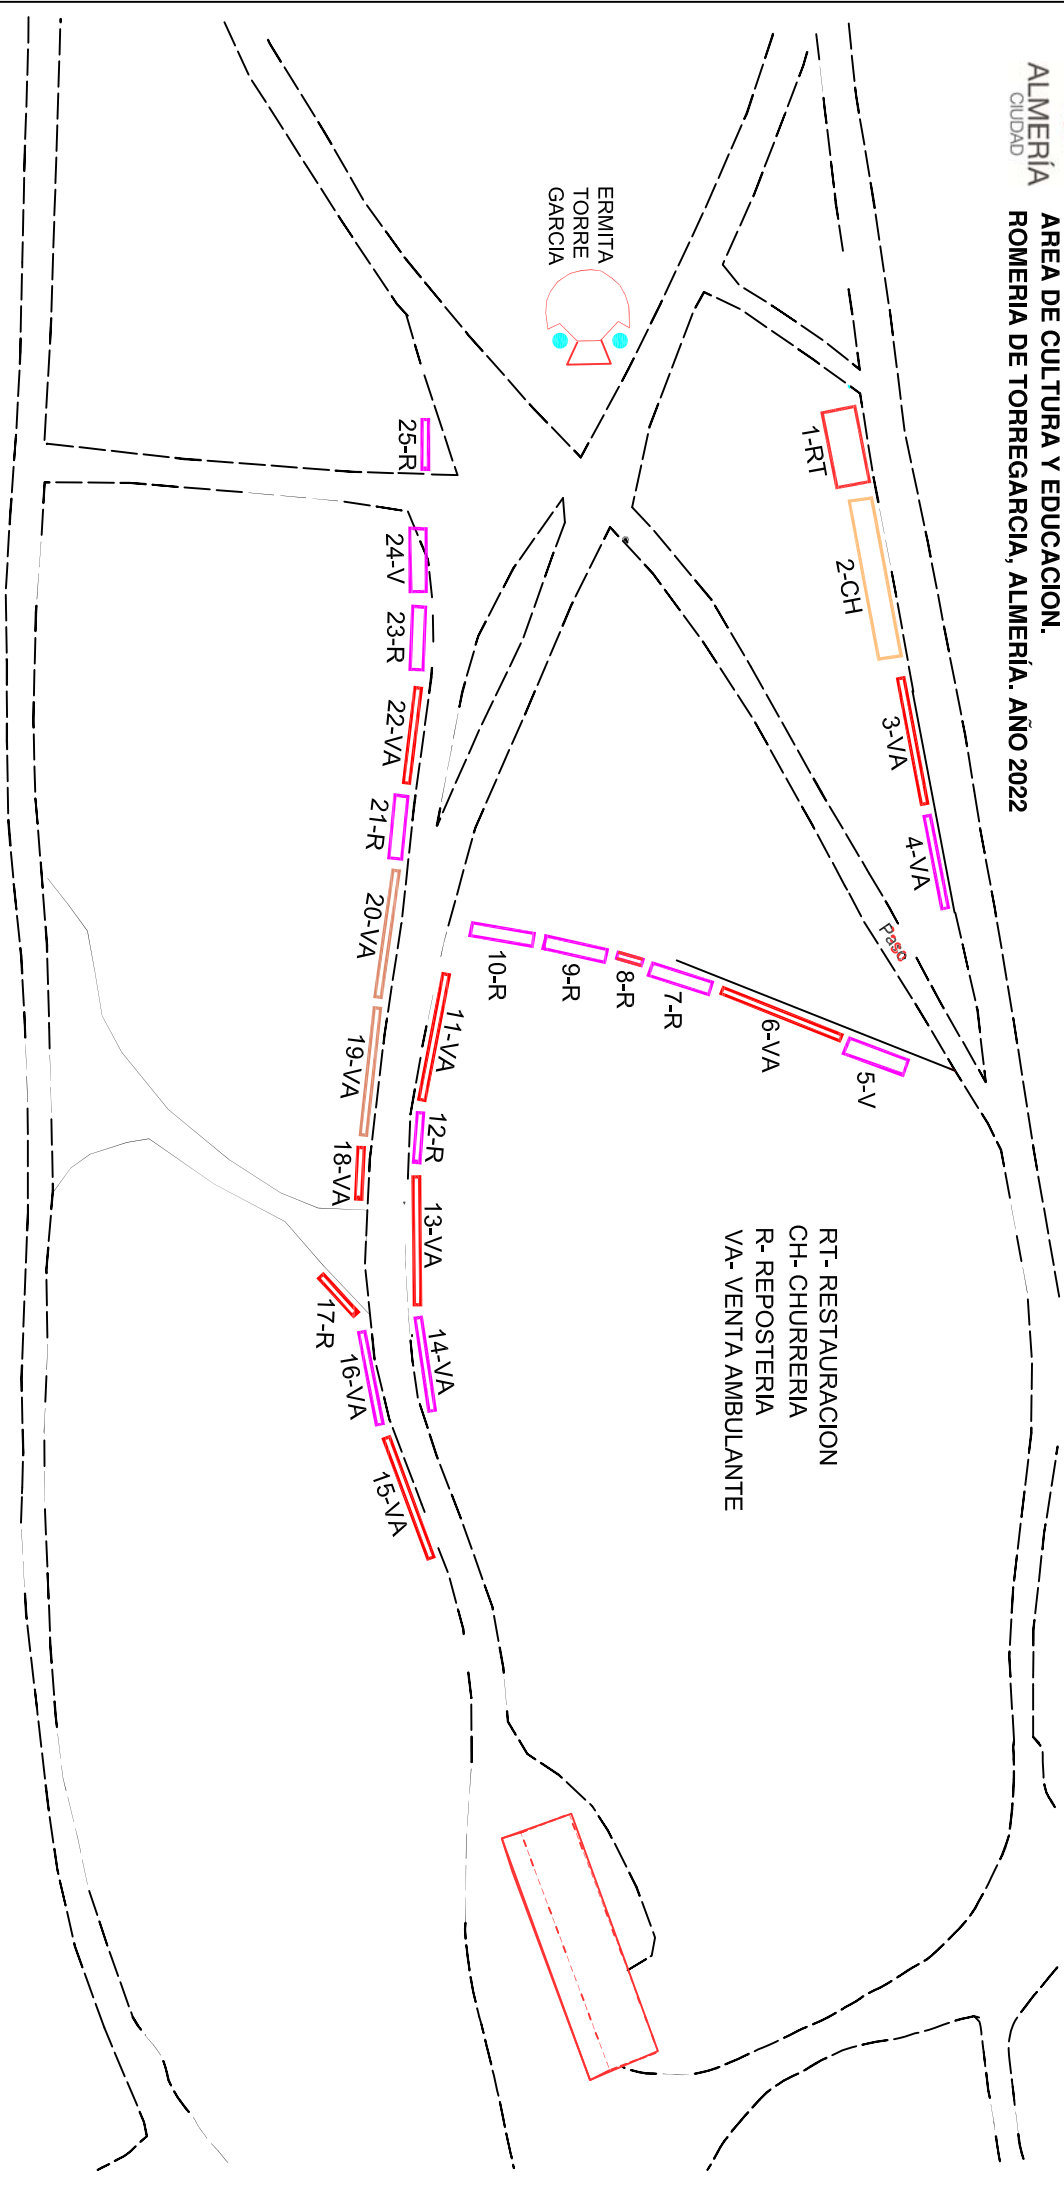 ALMERÍA
CIUDAD
AREA DE CULTURA Y EDUCACION.
ROMERIA DE TORREGARCIA, ALMERÍA. AÑO 2022
ERMITA
TORRE
GARCIA
1-RT
2-CH
3-VA
4-VA
Paso
5-V
6-VA
7-R
8-R
9-R
10-R
11-VA
12-R
13-VA
14-VA
15-VA
16-VA
17-R
18-VA
19-VA
20-VA
21-R
22-VA
23-R
24-V
25-R
RT- RESTAURACION
CH- CHURRERIA
R- REPOSTERIA
VA- VENTA AMBULANTE